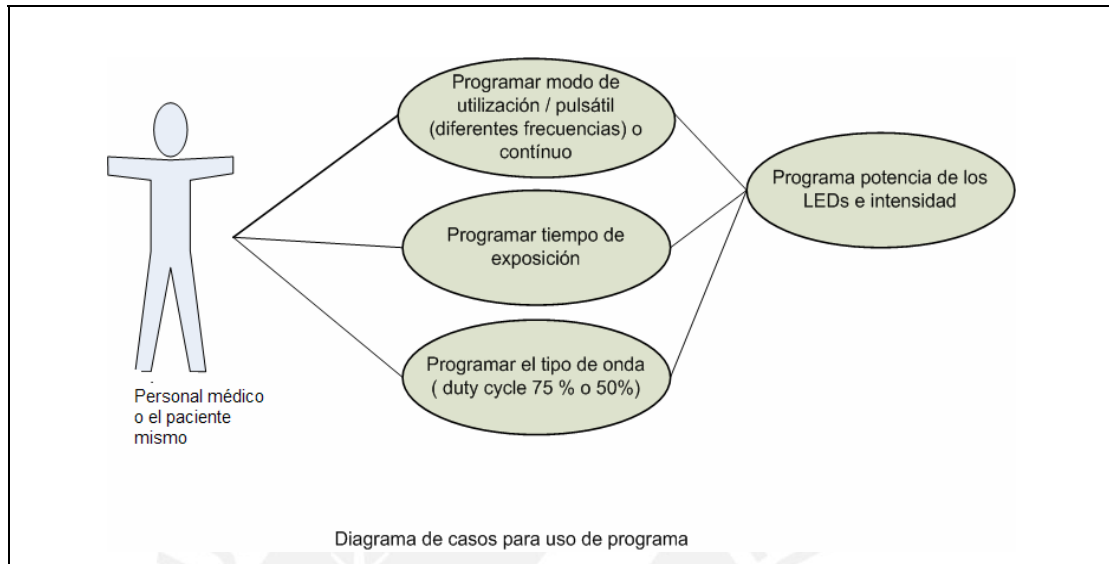 Programar modo de
utilización / pulsátil
(diferentes frecuencias) o
contínuo
Programa potencia de los
LEDs e intensidad
Programar tiempo de
exposición
Programar el tipo de onda
( duty cycle 75 % o 50%)
Personal médico
o el paciente
mismo
Diagrama de casos para uso de programa